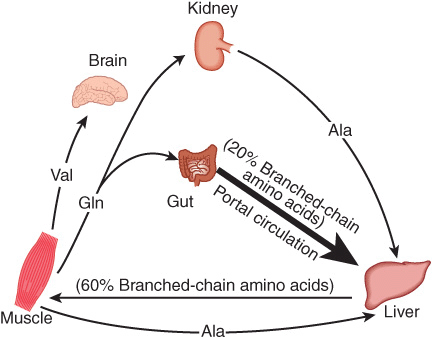 Kidney
Brain
Ala
(20% Branched-chain
amino acids)
Portal circulation
Val
Gln
Gut
(60% Branched-chain amino acids)
Muscle
Liver
Ala